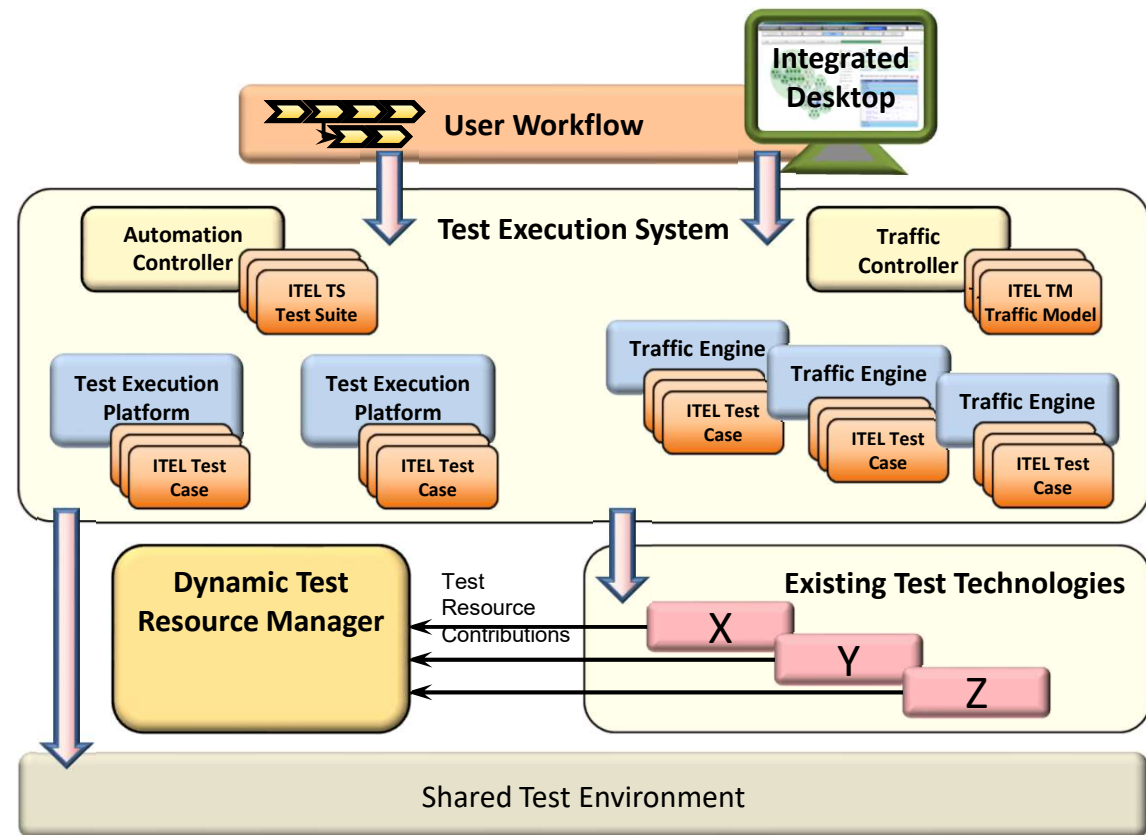 Integrated
Desktop
User Workflow
Test Execution System
Automation
Controller
ITEL TS
Test Suite
Traffic
Controller
ITEL TM
Traffic Model
Test Execution
Platform
ITEL Test
Case
Test Execution
Platform
ITEL Test
Case
Traffic Engine
ITEL Test
Case
Traffic Engine
ITEL Test
Case
Traffic Engine
ITEL Test
Case
Dynamic Test
Resource Manager
Test
Resource
Contributions
Existing Test Technologies
X
Y
Z
Shared Test Environment